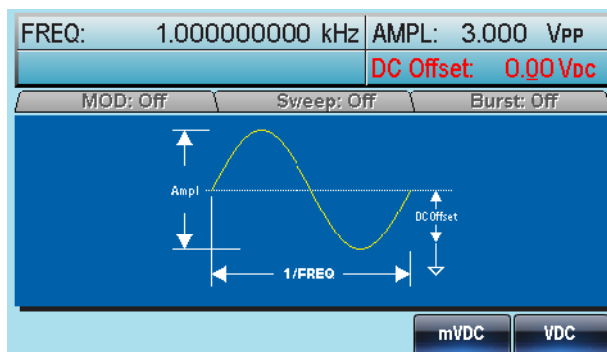 FREQ: 1.000000000 kHz AMPL: 3.000 VPP
DC Offset: 0.00 VDC
MOD: Off Sweep: Off Burst: Off
Ampl
DC Offset
1/FREQ
mVDC VDC